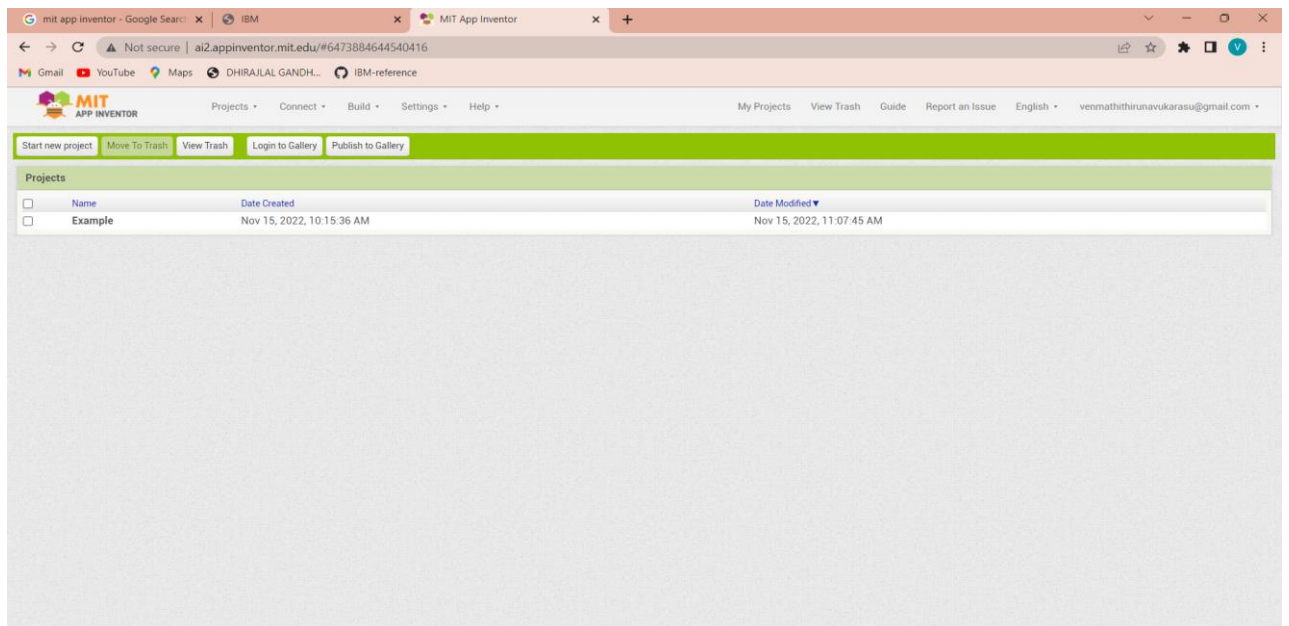 mit app inventor - Google Searc
IBM
MIT App Inventor
Not secure | ai2.appinventor.mit.edu/#6473884644540416
Gmail YouTube Maps DHIRAJLAL GANDH... IBM-reference
MIT
APP INVENTOR
Projects Connect Build Settings Help My Projects View Trash Guide Report an Issue English venmathithirunavukarasu@gmail.com
Start new project Move To Trash View Trash Login to Gallery Publish to Gallery
Projects
Name Date Created Date Modified
Example Nov 15, 2022, 10:15:36 AM Nov 15, 2022, 11:07:45 AM